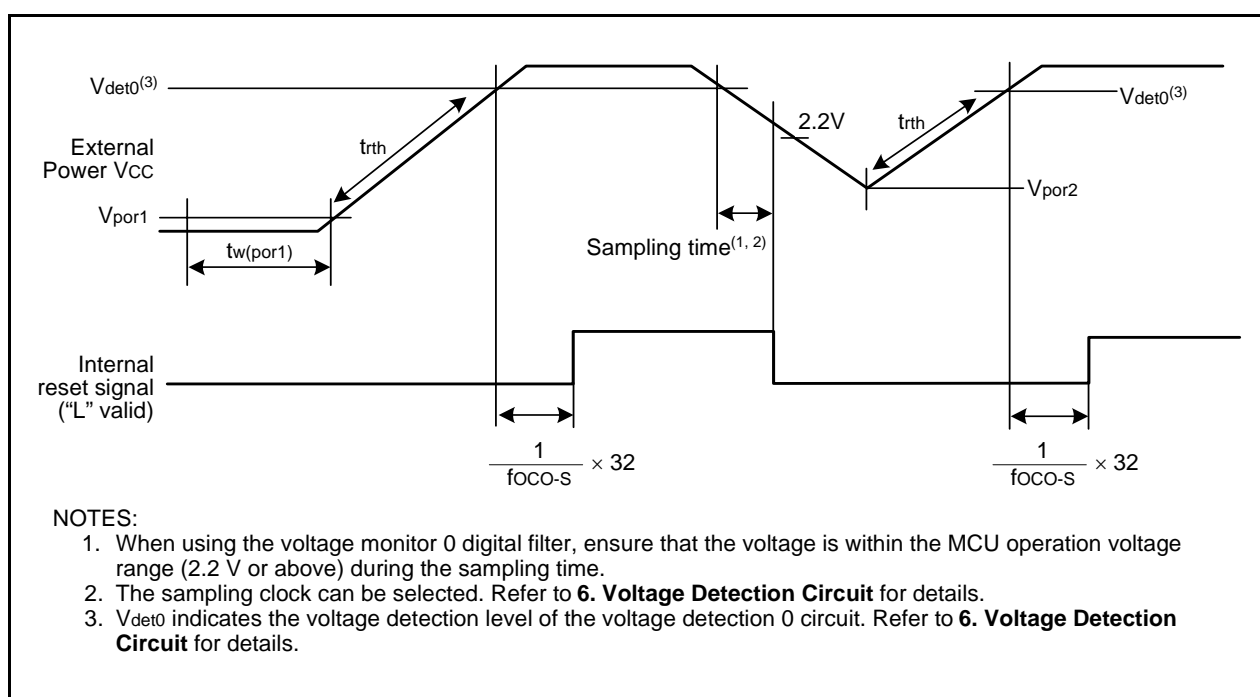 Vdet0(3)
2.2V
Vdet0(3)
trth
trth
External
Power VCC
Vpor1
Vpor2
tw(por1)
Sampling time(1, 2)
Internal
reset signal
(“L” valid)
1
fOCO-S
× 32
1
fOCO-S
× 32
NOTES:
1. When using the voltage monitor 0 digital filter, ensure that the voltage is within the MCU operation voltage
range (2.2 V or above) during the sampling time.
2. The sampling clock can be selected. Refer to 6. Voltage Detection Circuit for details.
3. Vdet0 indicates the voltage detection level of the voltage detection 0 circuit. Refer to 6. Voltage Detection
Circuit for details.